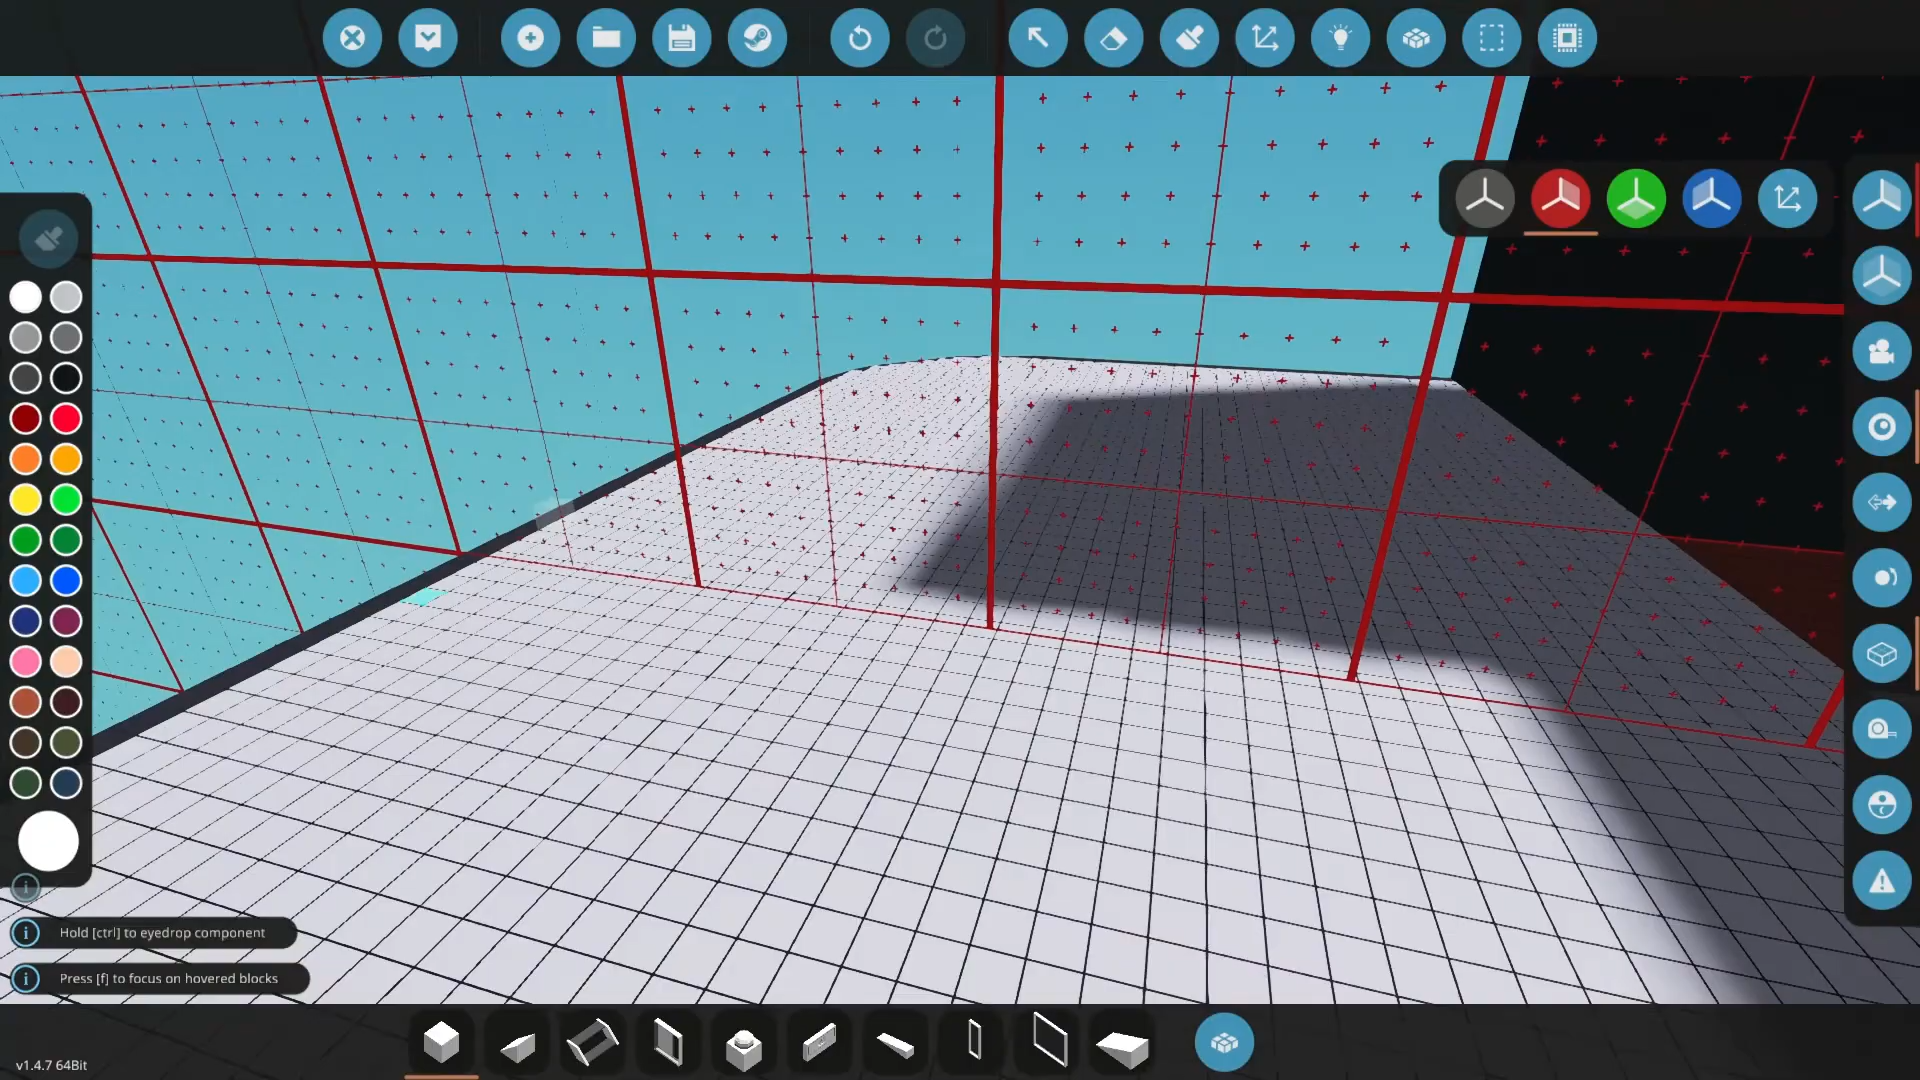 Hold [ctrl] to eyedrop component
Press [f] to focus on hovered blocks
v1.4.7 64Bit